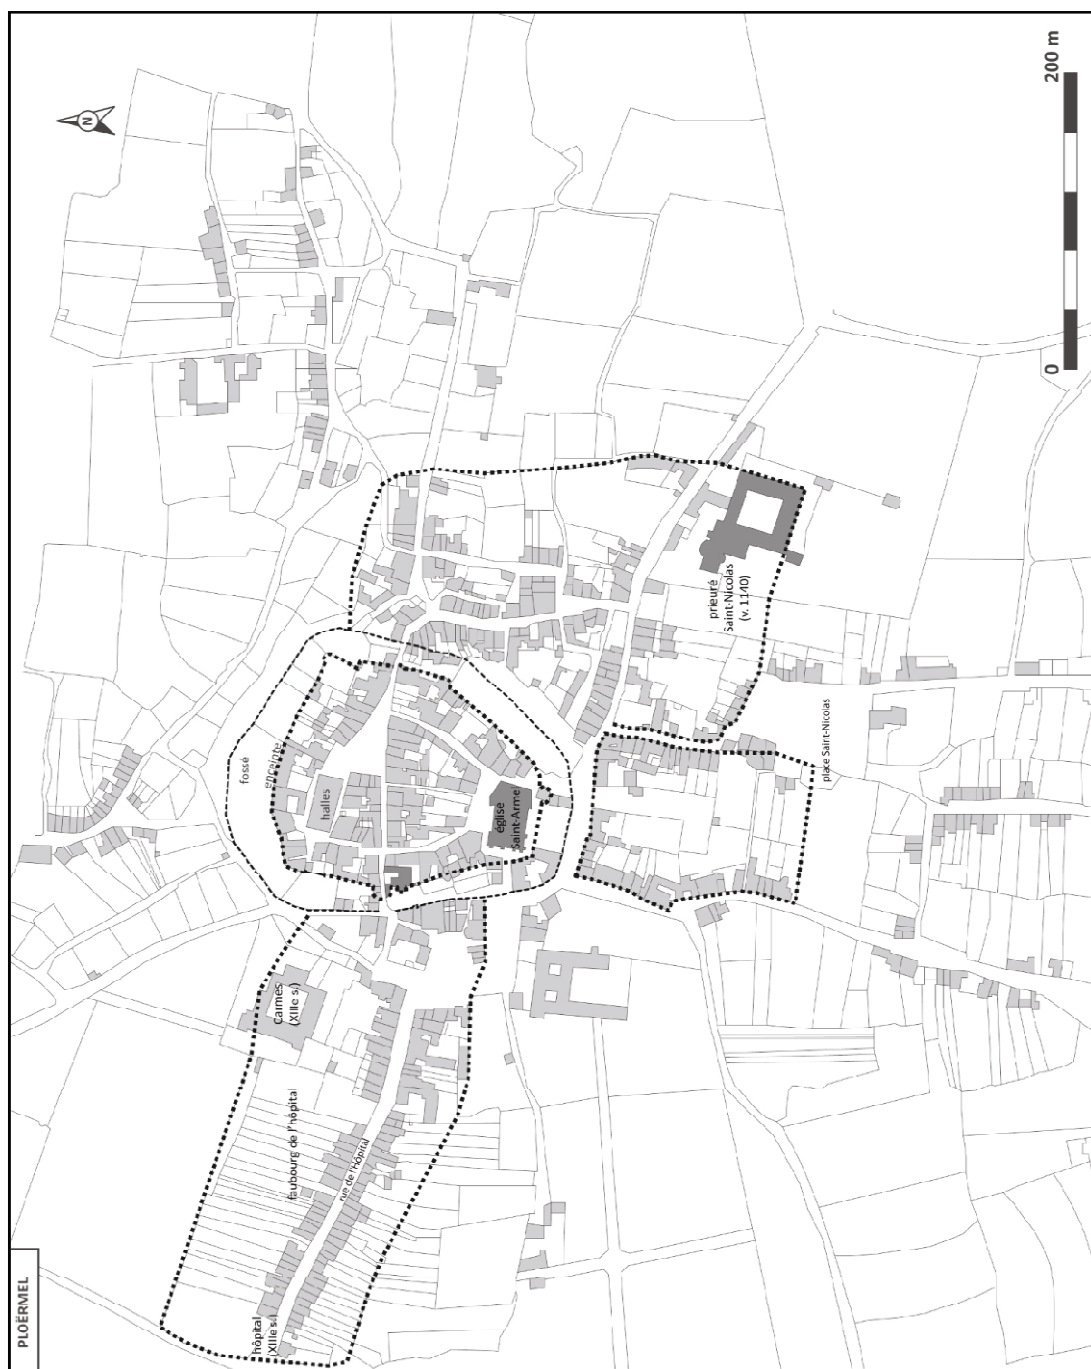 PLOËRMEL
N
hôpital
(XIIIe s.)
faubourg de l'hôpital
rue de l'Hôpital
Carmes
(XIIIe s.)
fossé
enceinte
halles
église
Saint-Arme
prieuré
Saint-Nicolas
(v. 1140)
place Saint-Nicolas
0
200 m